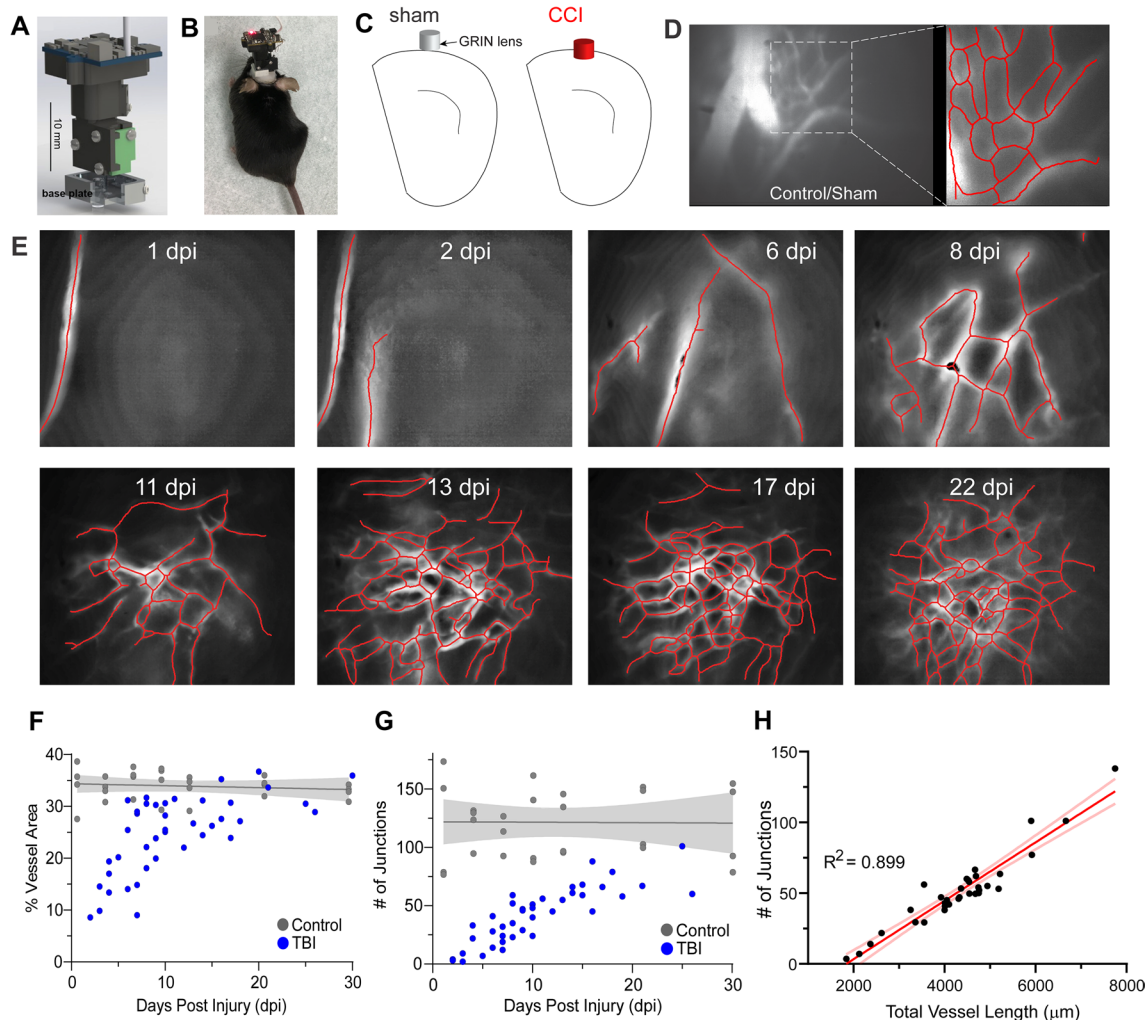 A
10 mm
base plate
B
C
sham
CCI
GRIN lens
D
Control/Sham
E
1 dpi
2 dpi
6 dpi
8 dpi
11 dpi
13 dpi
17 dpi
22 dpi
F
% Vessel Area
40
30
20
10
0
Control
TBI
0
10
20
30
Days Post Injury (dpi)
G
# of Junctions
150
100
50
0
Control
TBI
0
10
20
30
Days Post Injury (dpi)
H
# of Junctions
150
100
50
0
R² = 0.899
2000
4000
6000
8000
Total Vessel Length (μm)